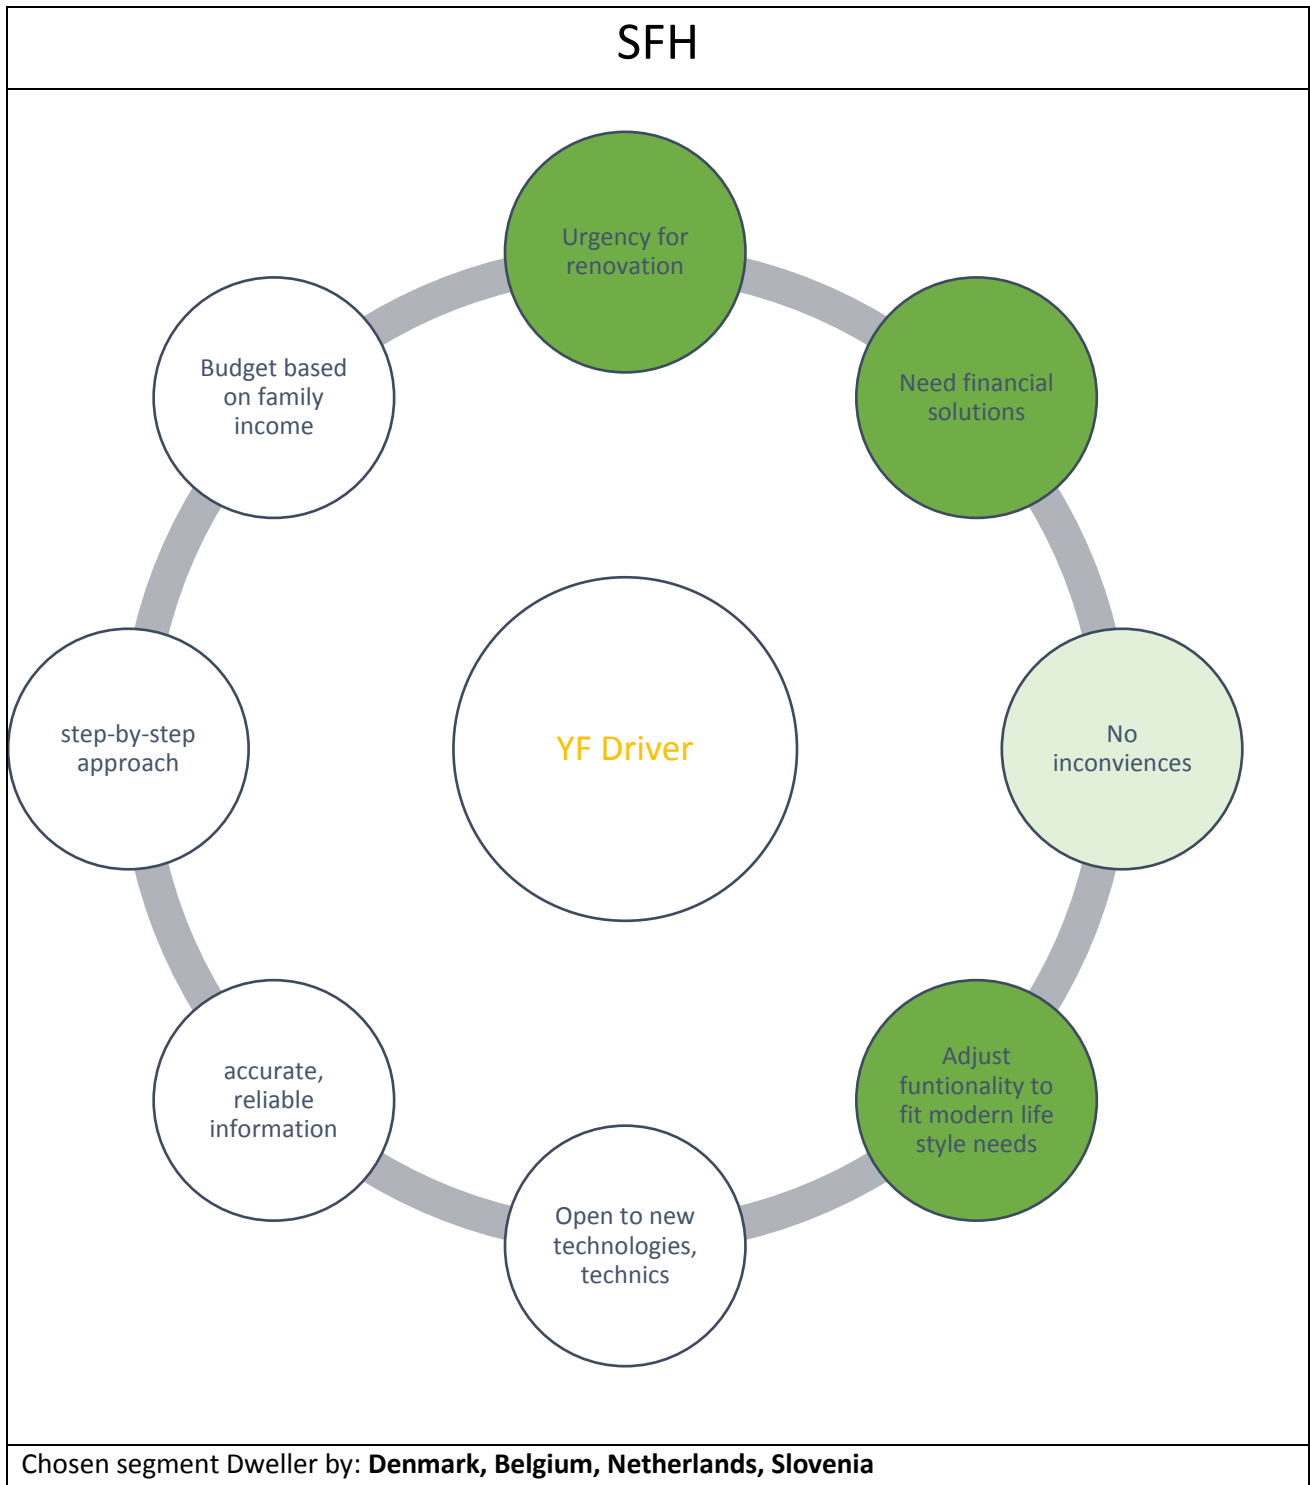 SFH
Urgency for
renovation
Need financial
solutions
No
inconviences
Adjust
funtionality to
fit modern life
style needs
Open to new
technologies,
technics
accurate,
reliable
information
step-by-step
approach
Budget based
on family
income
YF Driver
Chosen segment Dweller by: Denmark, Belgium, Netherlands, Slovenia